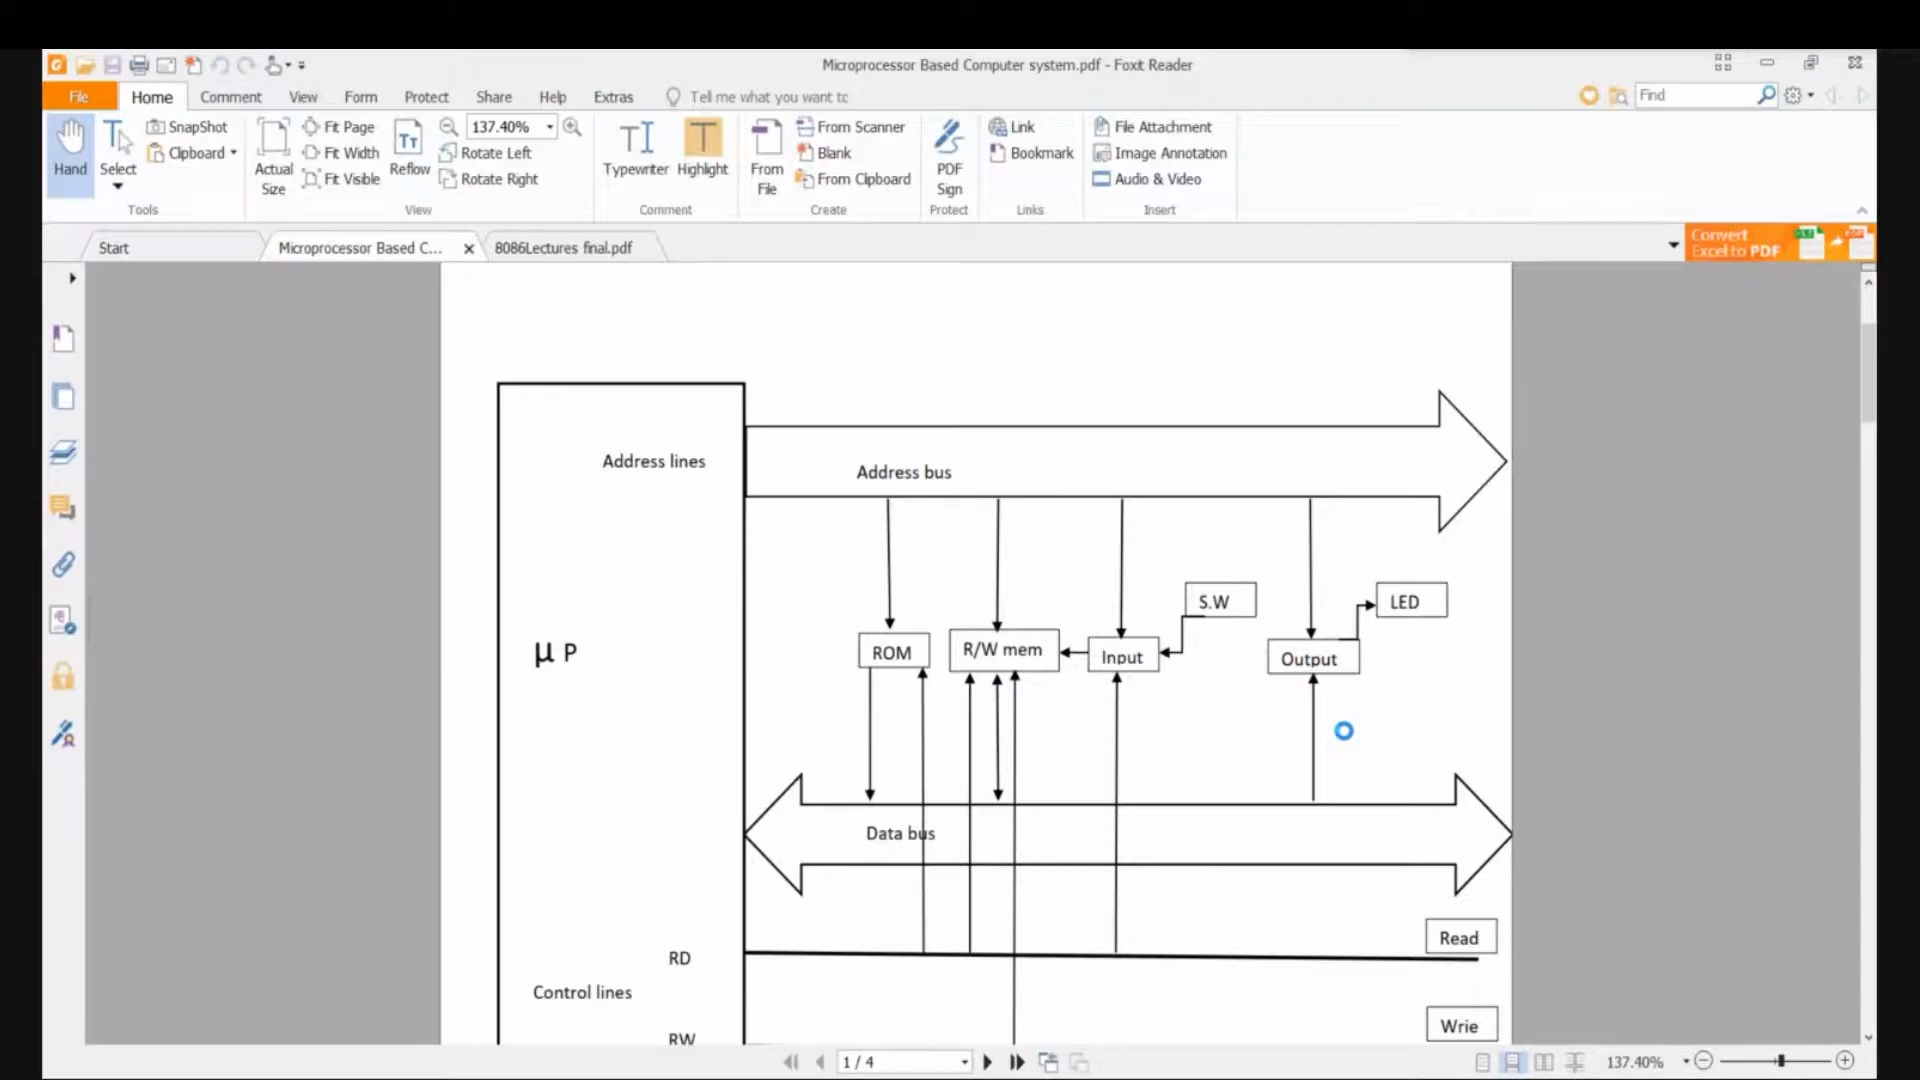 Microprocessor Based Computer system.pdf - Foxit Reader
File Home Comment View Form Protect Share Help Extras Tell me what you want tc Find
Hand
Select
SnapShot
Clipboard
Tools
Actual Size
Fit Page
Fit Width
Fit Visible
Reflow
137.40%
Rotate Left
Rotate Right
View
Typewriter
Highlight
Comment
From File
From Scanner
Blank
From Clipboard
Create
PDF Sign
Protect
Link
Bookmark
Links
File Attachment
Image Annotation
Audio & Video
Insert
Start
Microprocessor Based C...
8086Lectures final.pdf
Convert
Excel to PDF
Address lines
Address bus
S.W
LED
μ P
ROM
R/W mem
Input
Output
Data bus
Read
RD
Control lines
Wrie
RW
1 / 4
137.40%